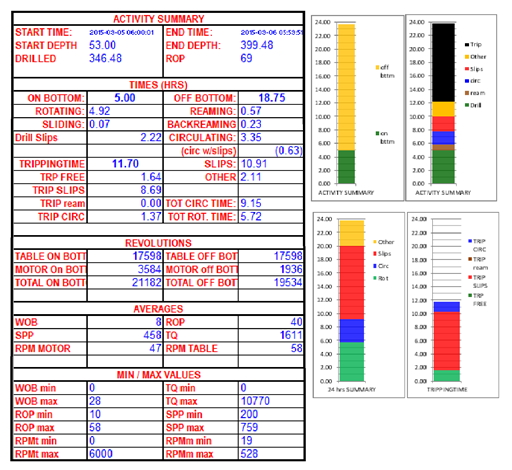 ACTIVITY SUMMARY
START TIME: 2015-03-05 06:00:01 END TIME: 2015-03-06 05:59:59
START DEPTH 53.00 END DEPTH: 399.48
DRILLED 346.48 ROP 69
TIMES (HRS)
ON BOTTOM: 5.00 OFF BOTTOM: 18.75
ROTATING: 4.92 REAMING: 0.57
SLIDING: 0.07 BACKREAMING 0.23
Drill Slips 2.22 CIRCULATING: 3.35
(circ w/slips) (0.63)
TRIPPINGTIME 11.70 SLIPS: 10.91
TRP FREE 1.64 OTHER 2.11
TRIP SLIPS 8.69
TRIP ream 0.00 TOT CIRC TIME: 9.15
TRIP CIRC 1.37 TOT ROT. TIME: 5.72
REVOLUTIONS
TABLE ON BOTT 17598 TABLE OFF BOT 17598
MOTOR On BOTT 3584 MOTOR off BOTT 1936
TOTAL ON BOTT 21182 TOTAL OFF BOT 19534
AVERAGES
WOB 8 ROP 40
SPP 458 TQ 1611
RPM MOTOR 47 RPM TABLE 58
MIN / MAX VALUES
WOB min 0 TQ min 0
WOB max 28 TQ max 10770
ROP min 10 SPP min 200
ROP max 58 SPP max 759
RPMt min 0 RPMm min 19
RPMt max 6000 RPMm max 528
24.00
22.00
20.00
18.00
16.00
14.00
12.00
10.00
8.00
6.00
4.00
2.00
0.00
off
bttm
on
bttm
ACTIVITY SUMMARY
24.00
22.00
20.00
18.00
16.00
14.00
12.00
10.00
8.00
6.00
4.00
2.00
0.00
Trip
Other
Slips
circ
ream
Drill
ACTIVITY SUMMARY
24.00
22.00
20.00
18.00
16.00
14.00
12.00
10.00
8.00
6.00
4.00
2.00
0.00
Other
Slips
Circ
Rot
24 hrs SUMMARY
24.00
22.00
20.00
18.00
16.00
14.00
12.00
10.00
8.00
6.00
4.00
2.00
0.00
TRIP
CIRC
TRIP
ream
TRIP
SLIPS
TRP
FREE
TRIPPINGTIME